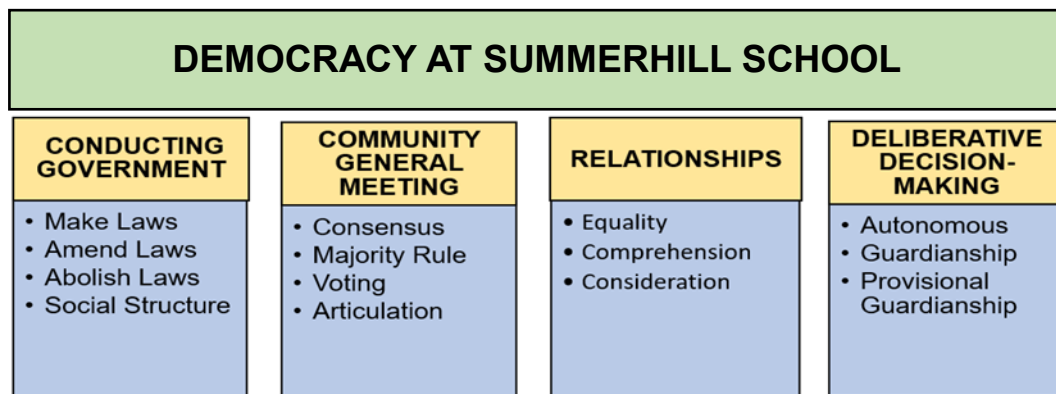 DEMOCRACY AT SUMMERHILL SCHOOL
CONDUCTING
GOVERNMENT
• Make Laws
• Amend Laws
• Abolish Laws
• Social Structure
COMMUNITY
GENERAL
MEETING
• Consensus
• Majority Rule
• Voting
• Articulation
RELATIONSHIPS
• Equality
• Comprehension
• Consideration
DELIBERATIVE
DECISION-
MAKING
• Autonomous
• Guardianship
• Provisional
Guardianship